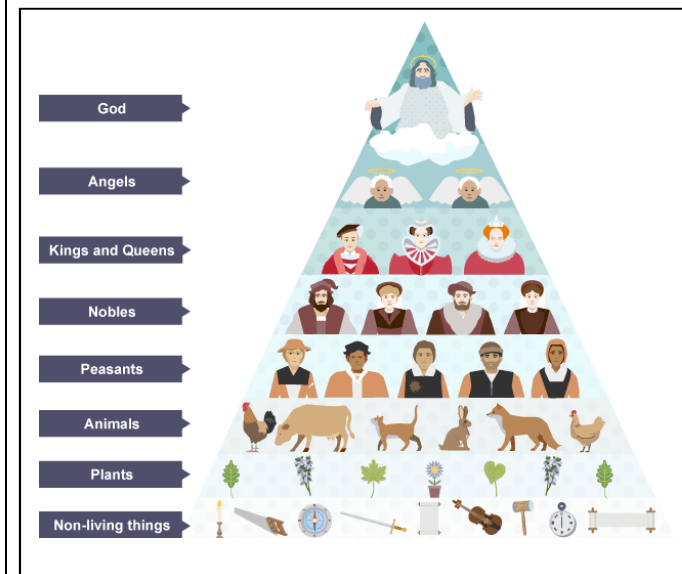 God
Angels
Kings and Queens
Nobles
Peasants
Animals
Plants
Non-living things